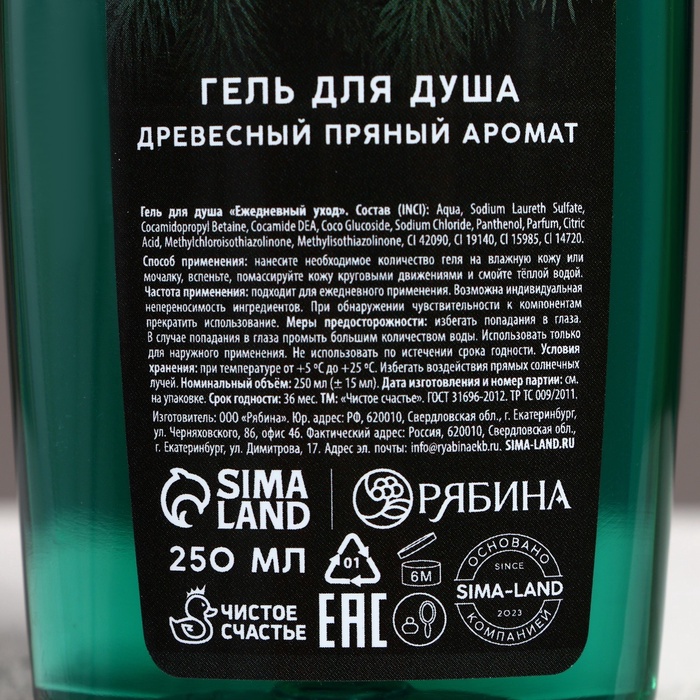 ГЕЛЬ ДЛЯ ДУША
ДРЕВЕСНЫЙ ПРЯНЫЙ АРОМАТ
Гель для душа «Ежедневный уход». Состав (INCI): Aqua, Sodium Laureth Sulfate,
Cocamidopropyl Betaine, Cocamide DEA, Coco Glucoside, Sodium Chloride, Panthenol, Parfum, Citric
Acid, Methylchloroisothiazolinone, Methylisothiazolinone, CI 42090, CI 19140, CI 15985, CI 14720.
Способ применения: нанесите необходимое количество геля на влажную кожу или
мочалку, вспеньте, помассируйте кожу круговыми движениями и смойте тёплой водой.
Частота применения: подходит для ежедневного применения. Возможна индивидуальная
непереносимость ингредиентов. При обнаружении чувствительности к компонентам
прекратить использование. Меры предосторожности: избегать попадания в глаза.
В случае попадания в глаза промыть большим количеством воды. Использовать только
для наружного применения. Не использовать по истечении срока годности. Условия
хранения: при температуре от +5 ºС до +25 ºС. Избегать воздействия прямых солнечных
лучей. Номинальный объём: 250 мл (± 15 мл). Дата изготовления и номер партии: см.
на упаковке. Срок годности: 36 мес. ТМ: «Чистое счастье». ГОСТ 31696-2012. ТР ТС 009/2011.
Изготовитель: ООО «Рябина». Юр. адрес: РФ, 620010, Свердловская обл., г. Екатеринбург,
ул. Черняховского, 86, офис 46. Фактический адрес: Россия, 620010, Свердловская обл.,
г. Екатеринбург, ул. Димитрова, 17. Адрес эл. почты: info@ryabinaekb.ru. SIMA-LAND.RU
SIMA LAND
РЯБИНА
250 МЛ
01
6M
ОСНОВАНО
SINCE
SIMA-LAND
2023
КОМПАНИЕЙ
ЧИСТОЕ
СЧАСТЬЕ
ЕАС